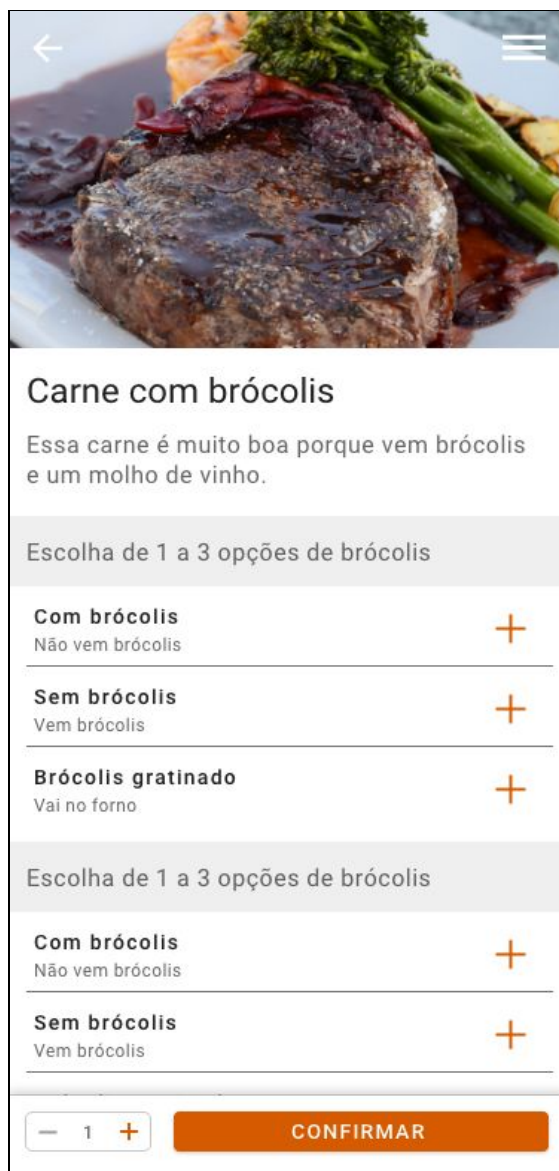 Carne com brócolis
Essa carne é muito boa porque vem brócolis
e um molho de vinho.
Escolha de 1 a 3 opções de brócolis
Com brócolis
Não vem brócolis
Sem brócolis
Vem brócolis
Brócolis gratinado
Vai no forno
Escolha de 1 a 3 opções de brócolis
Com brócolis
Não vem brócolis
Sem brócolis
Vem brócolis
1
CONFIRMAR